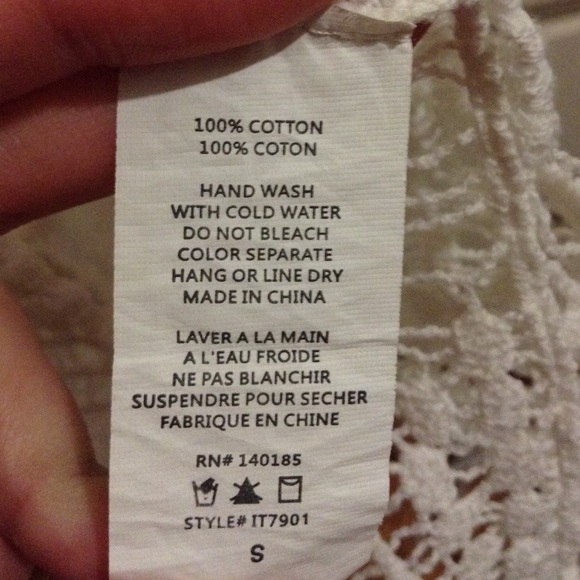 100% COTTON
100% COTON
HAND WASH
WITH COLD WATER
DO NOT BLEACH
COLOR SEPARATE
HANG OR LINE DRY
MADE IN CHINA
LAVER A LA MAIN
A L'EAU FROIDE
NE PAS BLANCHIR
SUSPENDRE POUR SECHER
FABRIQUE EN CHINE
RN# 140185
STYLE# IT7901
S